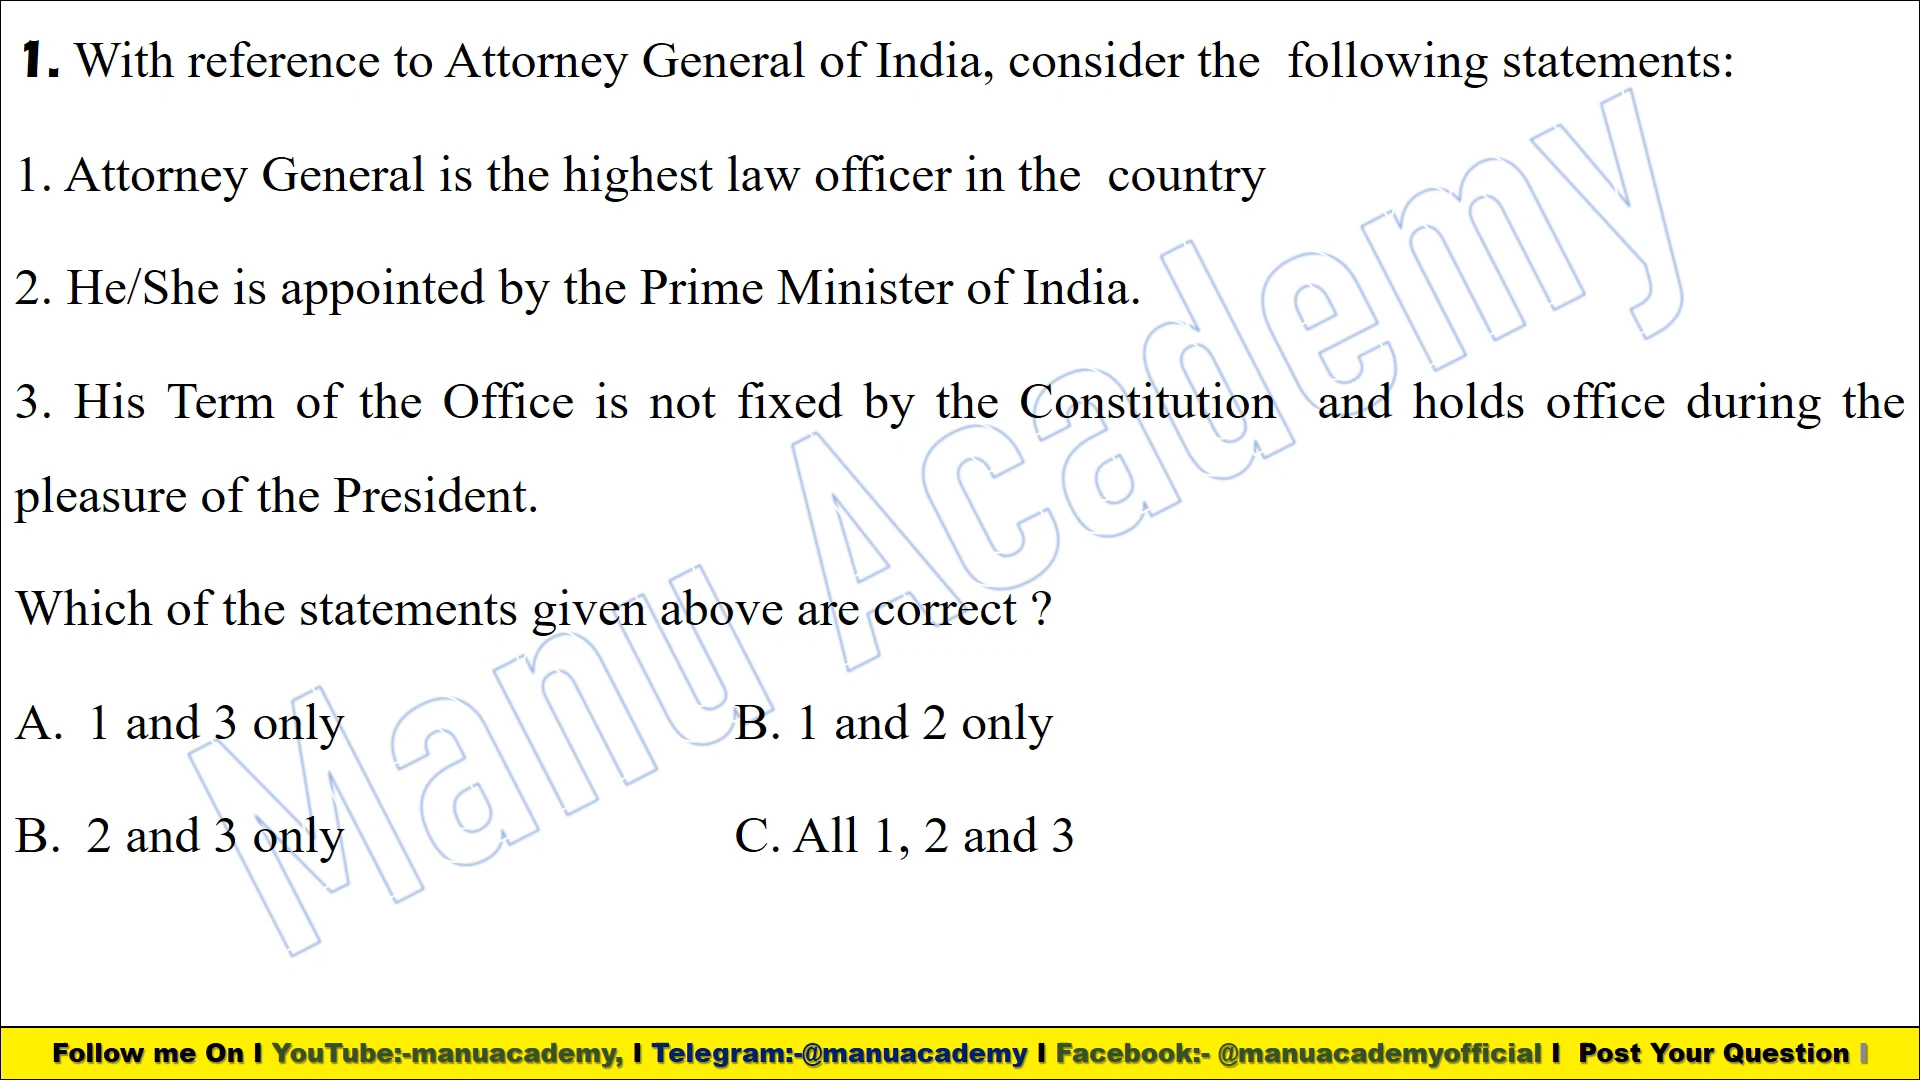 1. With reference to Attorney General of India, consider the following statements:
1. Attorney General is the highest law officer in the country
2. He/She is appointed by the Prime Minister of India.
3. His Term of the Office is not fixed by the Constitution and holds office during the
pleasure of the President.
Which of the statements given above are correct ?
A. 1 and 3 only B. 1 and 2 only
B. 2 and 3 only C. All 1, 2 and 3
Manu Academy
Follow me On I YouTube:-manuacademy, I Telegram:-@manuacademy I Facebook:- @manuacademyofficial I Post Your Question I